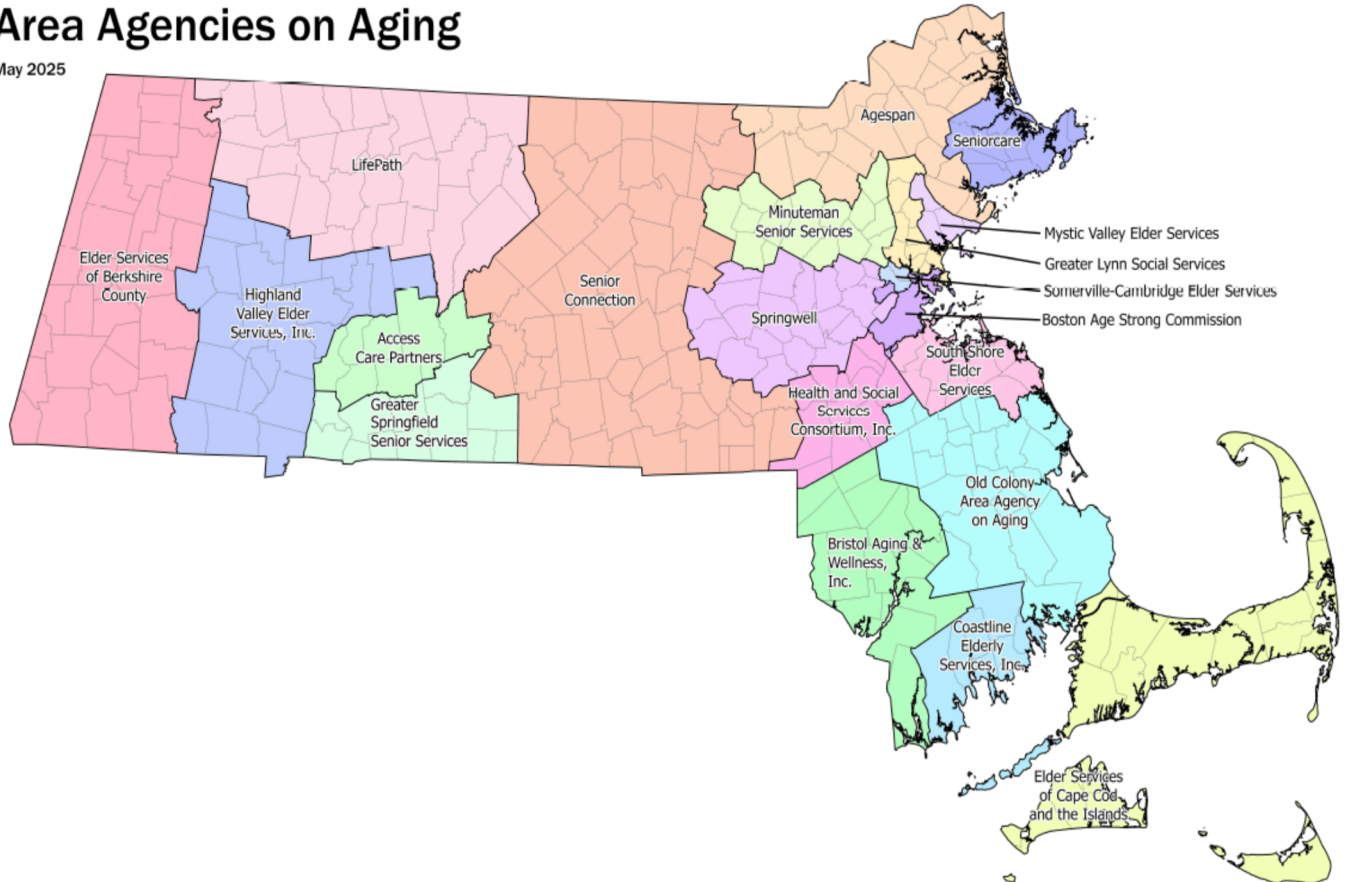 Area Agencies on Aging
May 2025
Agespan
Seniorcare
LifePath
Minuteman
Senior Services
Mystic Valley Elder Services
Greater Lynn Social Services
Somerville-Cambridge Elder Services
Boston Age Strong Commission
Elder Services
of Berkshire
County
Highland
Valley Elder
Services, Inc.
Senior
Connection
Springwell
Access
Care Partners
South Shore
Elder
Services
Greater
Springfield
Senior Services
Health and Social
Services
Consortium, Inc.
Old Colony
Area Agency
on Aging
Bristol Aging &
Wellness,
Inc.
Coastline
Elderly
Services, Inc.
Elder Services
of Cape Cod
and the Islands